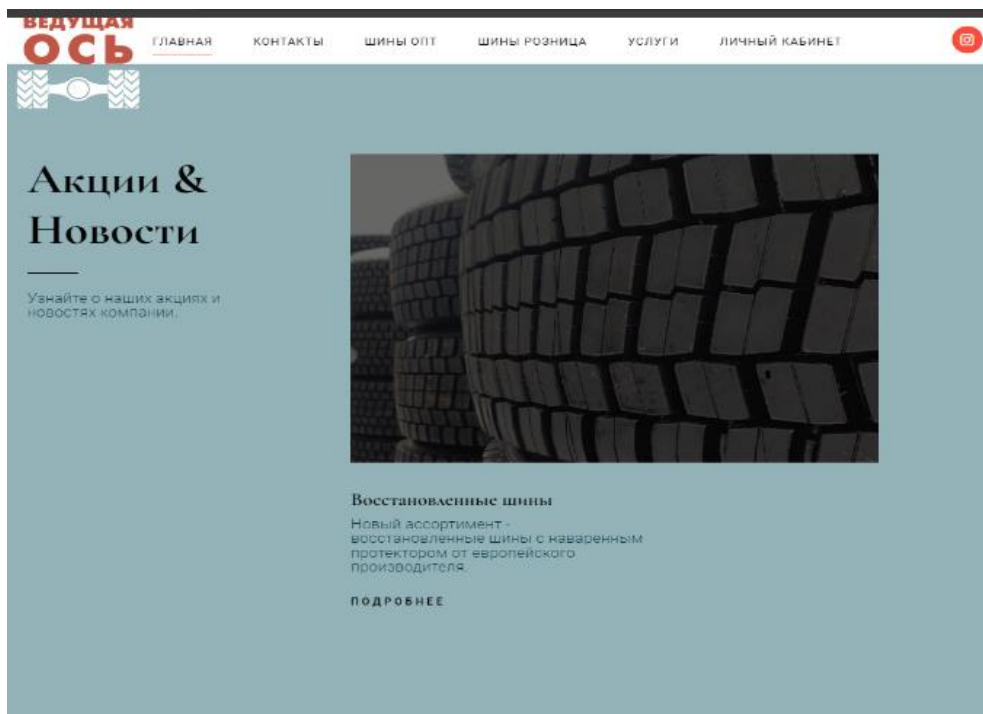 ВЕДУЩАЯ
ОСЬ
ГЛАВНАЯ КОНТАКТЫ ШИНЫ ОПТ ШИНЫ РОЗНИЦА УСЛУГИ ЛИЧНЫЙ КАБИНЕТ
Акции &
Новости
Узнайте о наших акциях и
новостях компании.
Восстановленные шины
Новый ассортимент -
восстановленные шины с наваренным
протектором от европейского
производителя.
ПОДРОБНЕЕ